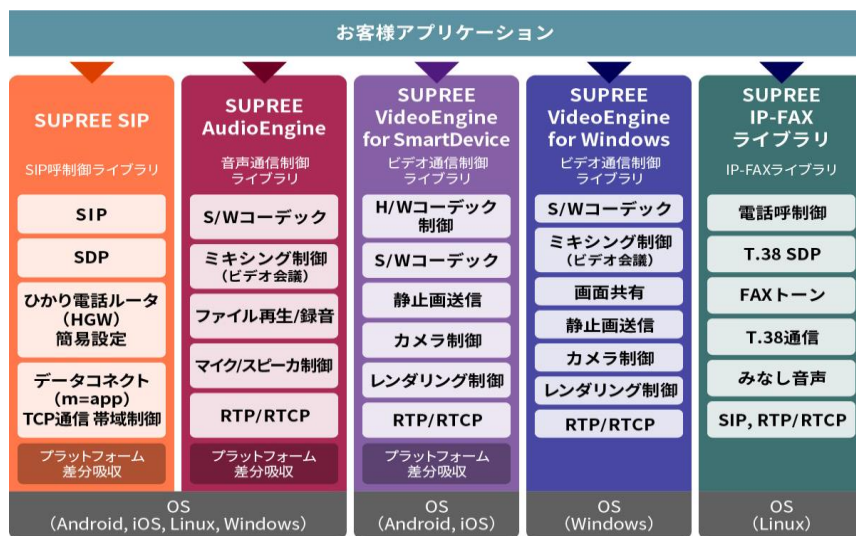 お客様アプリケーション
SUPREE SIP
SIP呼制御ライブラリ
SIP
SDP
ひかり電話ルータ
（HGW）
簡易設定
データコネクト
（m=app）
TCP通信 帯域制御
プラットフォーム
差分吸収
SUPREE
AudioEngine
音声通信制御
ライブラリ
S/Wコーデック
ミキシング制御
（ビデオ会議）
ファイル再生/録音
マイク/スピーカ制御
RTP/RTCP
プラットフォーム
差分吸収
OS
（Android, iOS, Linux, Windows）
SUPREE
VideoEngine
for SmartDevice
ビデオ通信制御
ライブラリ
H/Wコーデック
制御
S/Wコーデック
静止画送信
カメラ制御
レンダリング制御
RTP/RTCP
プラットフォーム
差分吸収
OS
（Android, iOS）
SUPREE
VideoEngine
for Windows
ビデオ通信制御
ライブラリ
S/Wコーデック
ミキシング制御
（ビデオ会議）
画面共有
静止画送信
カメラ制御
レンダリング制御
RTP/RTCP
OS
（Windows）
SUPREE
IP-FAX
ライブラリ
IP-FAXライブラリ
電話呼制御
T.38 SDP
FAXトーン
T.38通信
みなし音声
SIP, RTP/RTCP
OS
（Linux）